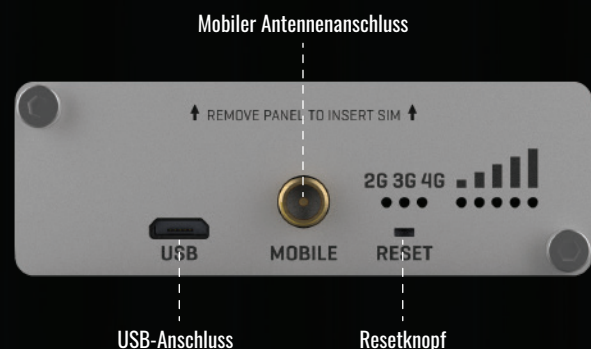 Mobiler Antennenanschluss
REMOVE PANEL TO INSERT SIM
2G 3G 4G
USB MOBILE RESET
USB-Anschluss Resetknopf